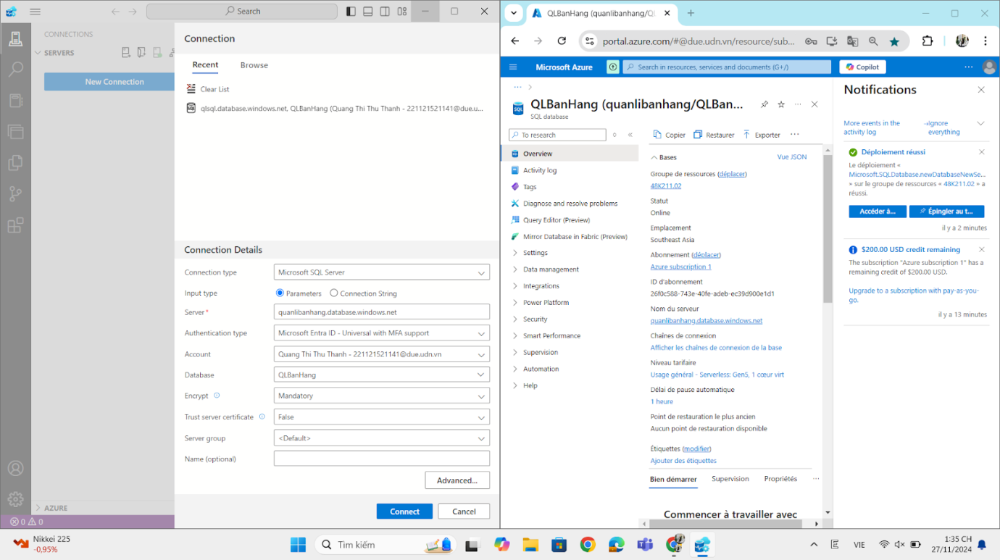 Search
CONNECTIONS
SERVERS
New Connection
AZURE
0 0
Connection
Recent
Browse
Clear List
qlsql.database.windows.net, QLBanHang (Quang Thi Thu Thanh - 221121521141@due.u...
Connection Details
Connection type
Microsoft SQL Server
Input type
Parameters
Connection String
Server*
quanlibanhang.database.windows.net
Authentication type
Microsoft Entra ID - Universal with MFA support
Account
Quang Thi Thu Thanh - 221121521141@due.udn.vn
Database
QLBanHang
Encrypt
Mandatory
Trust server certificate
False
Server group
<Default>
Name (optional)
Advanced...
Connect
Cancel
QLBanHang (quanlibanhang/QL
portal.azure.com/#@due.udn.vn/resource/sub...
Microsoft Azure
Search in resources, services and documents (G+/)
Copilot
...
...
QLBanHang (quanlibanhang/QLBan...
SQL database
To research
Overview
Activity log
Tags
Diagnose and resolve problems
Query Editor (Preview)
Mirror Database in Fabric (Preview)
Settings
Data management
Integrations
Power Platform
Security
Smart Performance
Supervision
Automation
Help
Copier
Restaurer
Exporter
...
Bases
Vue JSON
Groupe de ressources (déplacer)
48K211.02
Statut
Online
Emplacement
Southeast Asia
Abonnement (déplacer)
Azure subscription 1
ID d'abonnement
26f0c588-743e-40fe-adeb-ec39d900e1d1
Nom du serveur
quanlibanhang.database.windows.net
Chaînes de connexion
Afficher les chaînes de connexion de la base
Niveau tarifaire
Usage général - Serverless: Gen5, 1 cœur virt
Délai de pause automatique
1 heure
Point de restauration le plus ancien
Aucun point de restauration disponible
Étiquettes (modifier)
Ajouter des étiquettes
Bien démarrer
Supervision
Propriétés
...
Commencer à travailler avec
Notifications
More events in the
activity log
→Ignore
everything
Déploiement réussi
Le déploiement «
Microsoft.SQLDatabase.newDatabaseNewSe...
» sur le groupe de ressources « 48K211.02 » a
réussi.
Accéder à...
Épingler au t...
il y a 2 minutes
$200.00 USD credit remaining
The subscription "Azure subscription 1" has a
remaining credit of $200.00 USD.
Upgrade to a subscription with pay-as-you-
go.
il y a 13 minutes
Nikkei 225
-0,95%
Tìm kiếm
VIE
1:35 CH
27/11/2024